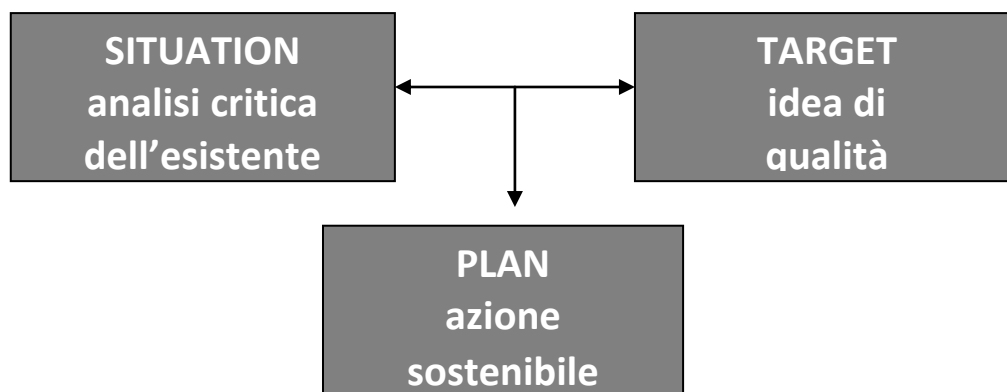 SITUATION
analisi critica
dell’esistente
TARGET
idea di
qualità
PLAN
azione
sostenibile